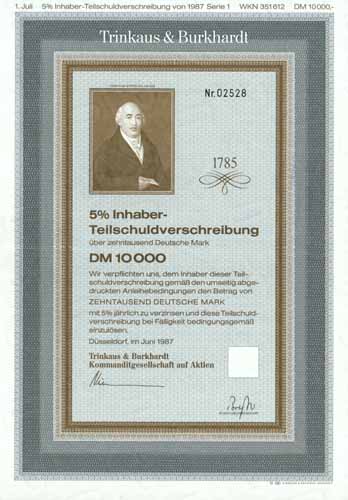 1. Juli 5% Inhaber-Teilschuldverschreibung von 1987 Serie 1 WKN 351612 DM 10000,-
Trinkaus & Burkhardt
Nr. 02528
1785
5% Inhaber-
Teilschuldverschreibung
über zehntausend Deutsche Mark
DM 10000
Wir verpflichten uns, dem Inhaber dieser Teil-
schuldverschreibung gemäß den umseitig abge-
druckten Anleihebedingungen den Betrag von
ZEHNTAUSEND DEUTSCHE MARK
mit 5% jährlich zu verzinsen und diese Teilschuld-
verschreibung bei Fälligkeit bedingungsgemäß
einzulösen.
Düsseldorf, im Juni 1987
Trinkaus & Burkhardt
Kommanditgesellschaft auf Aktien